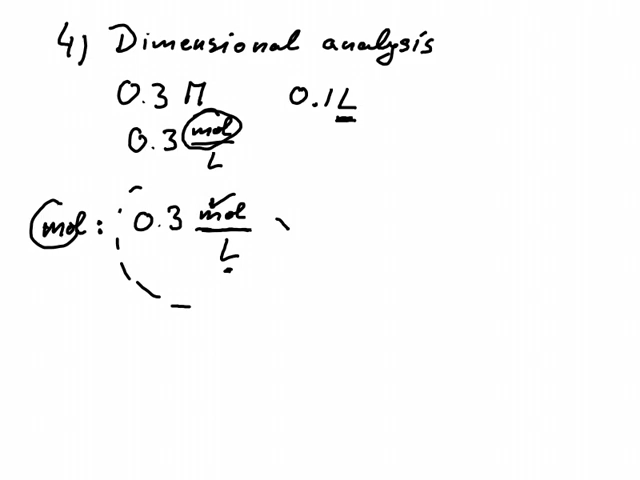 4) Dimensional analysis
0.3 M 0.1 L
0.3 mol/L
mol: 0.3 mol/L